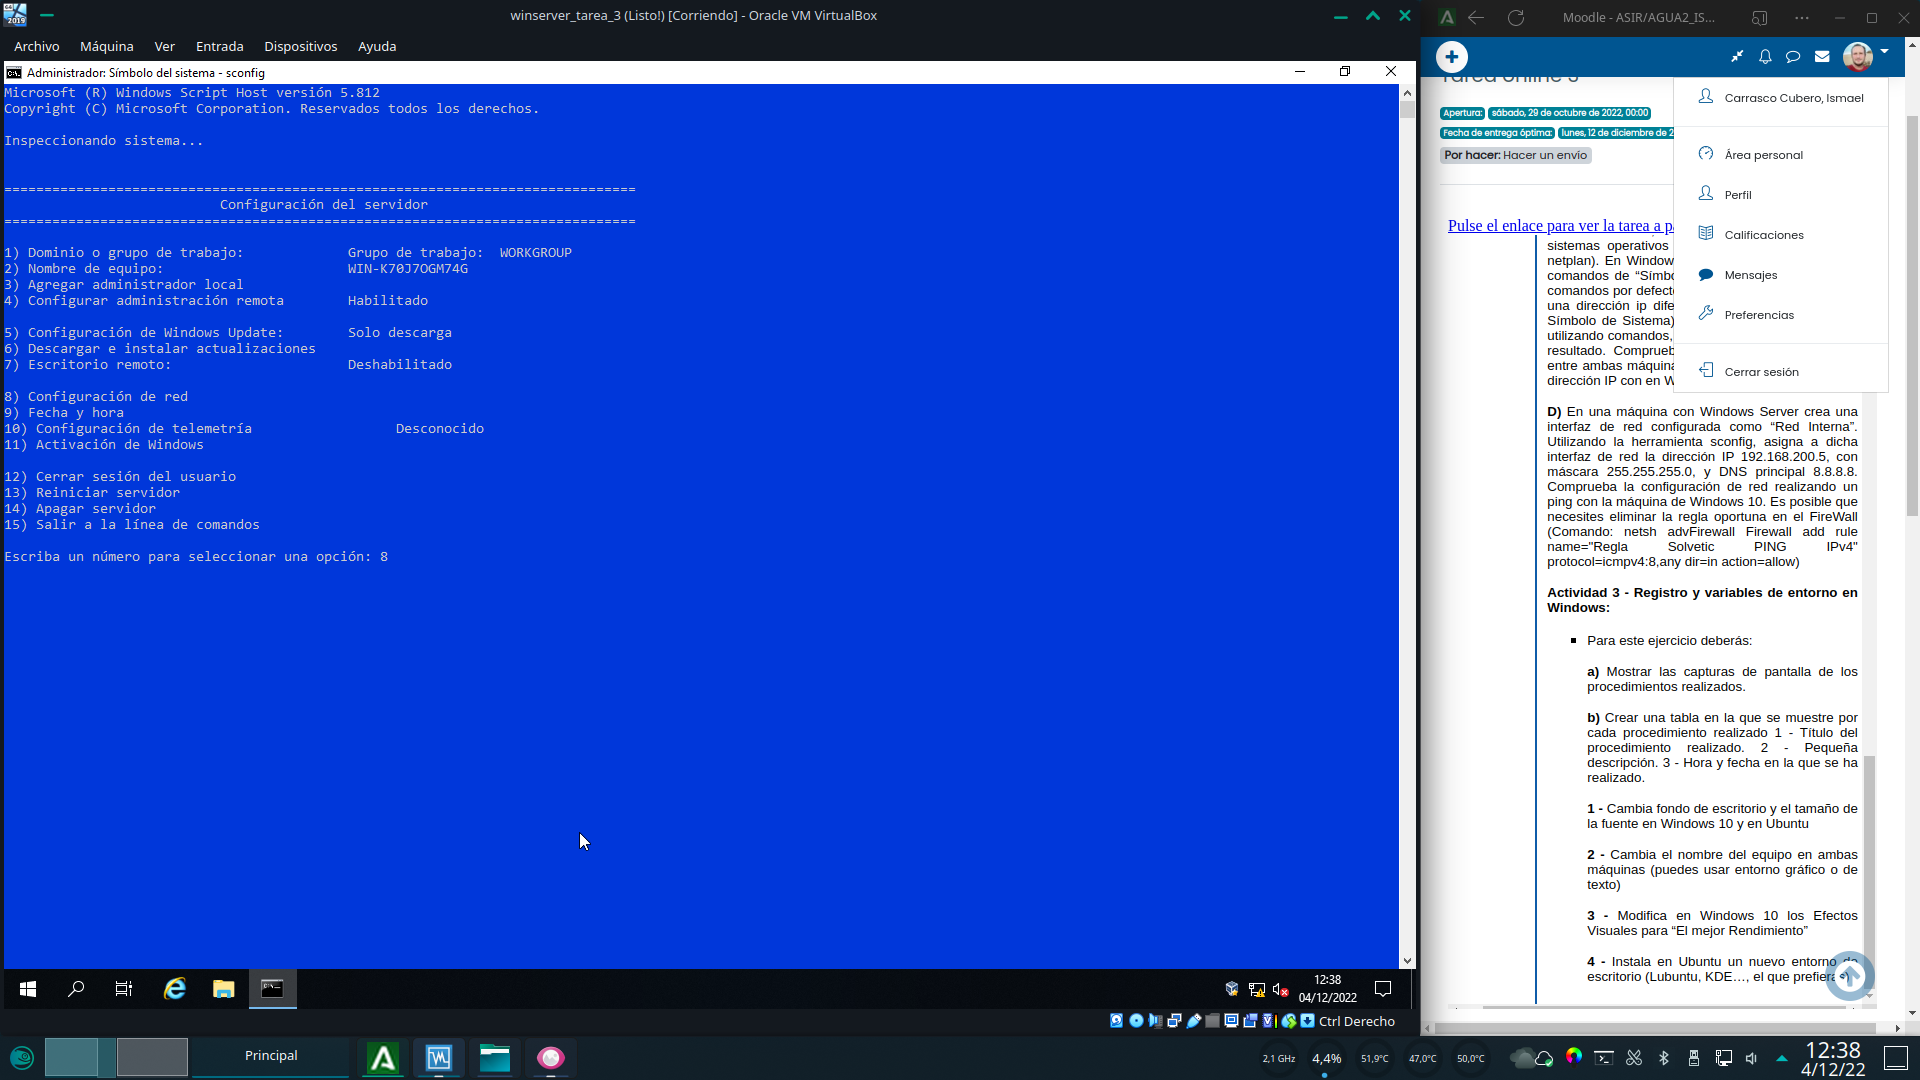 winserver_tarea_3 (Listo!) [Corriendo] - Oracle VM VirtualBox
Archivo Máquina Ver Entrada Dispositivos Ayuda
Administrador: Símbolo del sistema - sconfig
Microsoft (R) Windows Script Host versión 5.812
Copyright (C) Microsoft Corporation. Reservados todos los derechos.
Inspeccionando sistema...
===============================================================================
Configuración del servidor
===============================================================================
1) Dominio o grupo de trabajo: Grupo de trabajo: WORKGROUP
2) Nombre de equipo: WIN-K70J7OGM74G
3) Agregar administrador local
4) Configurar administración remota Habilitado
5) Configuración de Windows Update: Solo descarga
6) Descargar e instalar actualizaciones
7) Escritorio remoto: Deshabilitado
8) Configuración de red
9) Fecha y hora
10) Configuración de telemetría Desconocido
11) Activación de Windows
12) Cerrar sesión del usuario
13) Reiniciar servidor
14) Apagar servidor
15) Salir a la línea de comandos
Escriba un número para seleccionar una opción: 8
12:38
04/12/2022
Ctrl Derecho
Moodle - ASIR/AGUA2_IS...
Tarea online 3
Apertura: sábado, 29 de octubre de 2022, 00:00
Fecha de entrega óptima: lunes, 12 de diciembre de 2
Por hacer: Hacer un envío
Carrasco Cubero, Ismael
Área personal
Perfil
Calificaciones
Mensajes
Preferencias
Cerrar sesión
Pulse el enlace para ver la tarea a p
sistemas operativos
netplan). En Window
comandos de “Símbo
comandos por defect
una dirección ip dife
Símbolo de Sistema)
utilizando comandos,
resultado. Comprueb
entre ambas máquina
dirección IP con en W
D) En una máquina con Windows Server crea una
interfaz de red configurada como “Red Interna”.
Utilizando la herramienta sconfig, asigna a dicha
interfaz de red la dirección IP 192.168.200.5, con
máscara 255.255.255.0, y DNS principal 8.8.8.8.
Comprueba la configuración de red realizando un
ping con la máquina de Windows 10. Es posible que
necesites eliminar la regla oportuna en el FireWall
(Comando: netsh advFirewall Firewall add rule
name="Regla Solvetic PING IPv4"
protocol=icmpv4:8,any dir=in action=allow)
Actividad 3 - Registro y variables de entorno en
Windows:
Para este ejercicio deberás:
a) Mostrar las capturas de pantalla de los
procedimientos realizados.
b) Crear una tabla en la que se muestre por
cada procedimiento realizado 1 - Título del
procedimiento realizado. 2 - Pequeña
descripción. 3 - Hora y fecha en la que se ha
realizado.
1 - Cambia fondo de escritorio y el tamaño de
la fuente en Windows 10 y en Ubuntu
2 - Cambia el nombre del equipo en ambas
máquinas (puedes usar entorno gráfico o de
texto)
3 - Modifica en Windows 10 los Efectos
Visuales para “El mejor Rendimiento”
4 - Instala en Ubuntu un nuevo entorno de
escritorio (Lubuntu, KDE…, el que prefieras)
Principal
2,1 GHz 4,4% 51,9°C 47,0°C 50,0°C
12:38
4/12/22